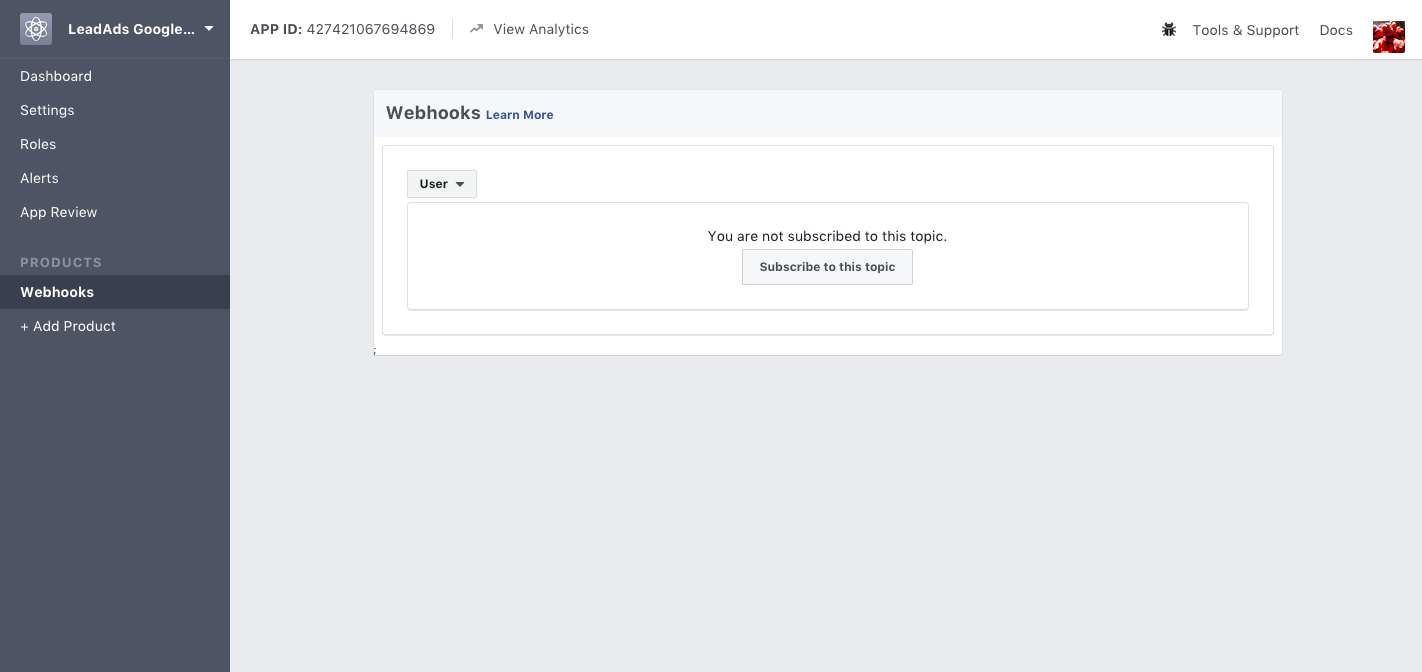 LeadAds Google...
APP ID: 427421067694869
View Analytics
Tools & Support
Docs
Dashboard
Settings
Roles
Alerts
App Review
PRODUCTS
Webhooks
+ Add Product
Webhooks Learn More
User
You are not subscribed to this topic.
Subscribe to this topic
;